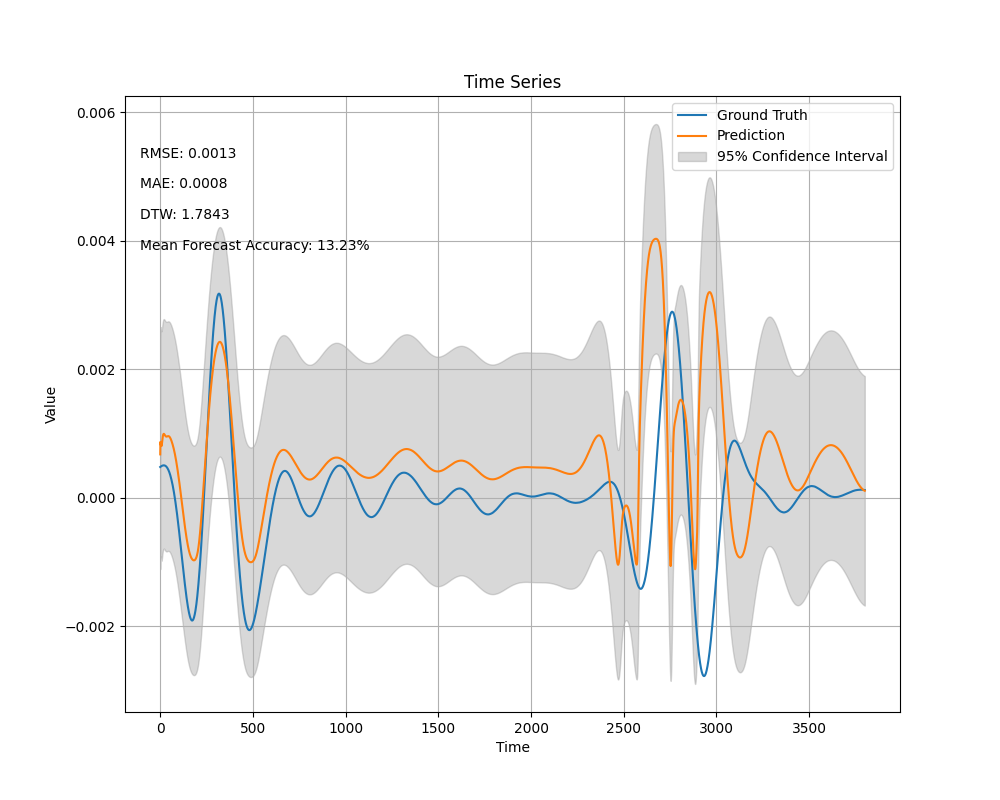 Time Series
Ground Truth
Prediction
95% Confidence Interval
RMSE: 0.0013
MAE: 0.0008
DTW: 1.7843
Mean Forecast Accuracy: 13.23%
Value
0.006
0.004
0.002
0.000
−0.002
0 500 1000 1500 2000 2500 3000 3500
Time